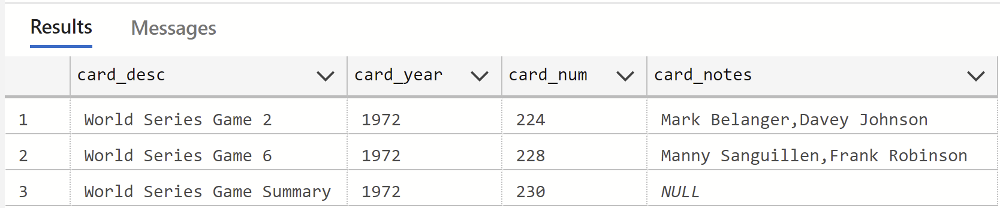 Results Messages
card_desc card_year card_num card_notes
1 World Series Game 2 1972 224 Mark Belanger,Davey Johnson
2 World Series Game 6 1972 228 Manny Sanguillen,Frank Robinson
3 World Series Game Summary 1972 230 NULL